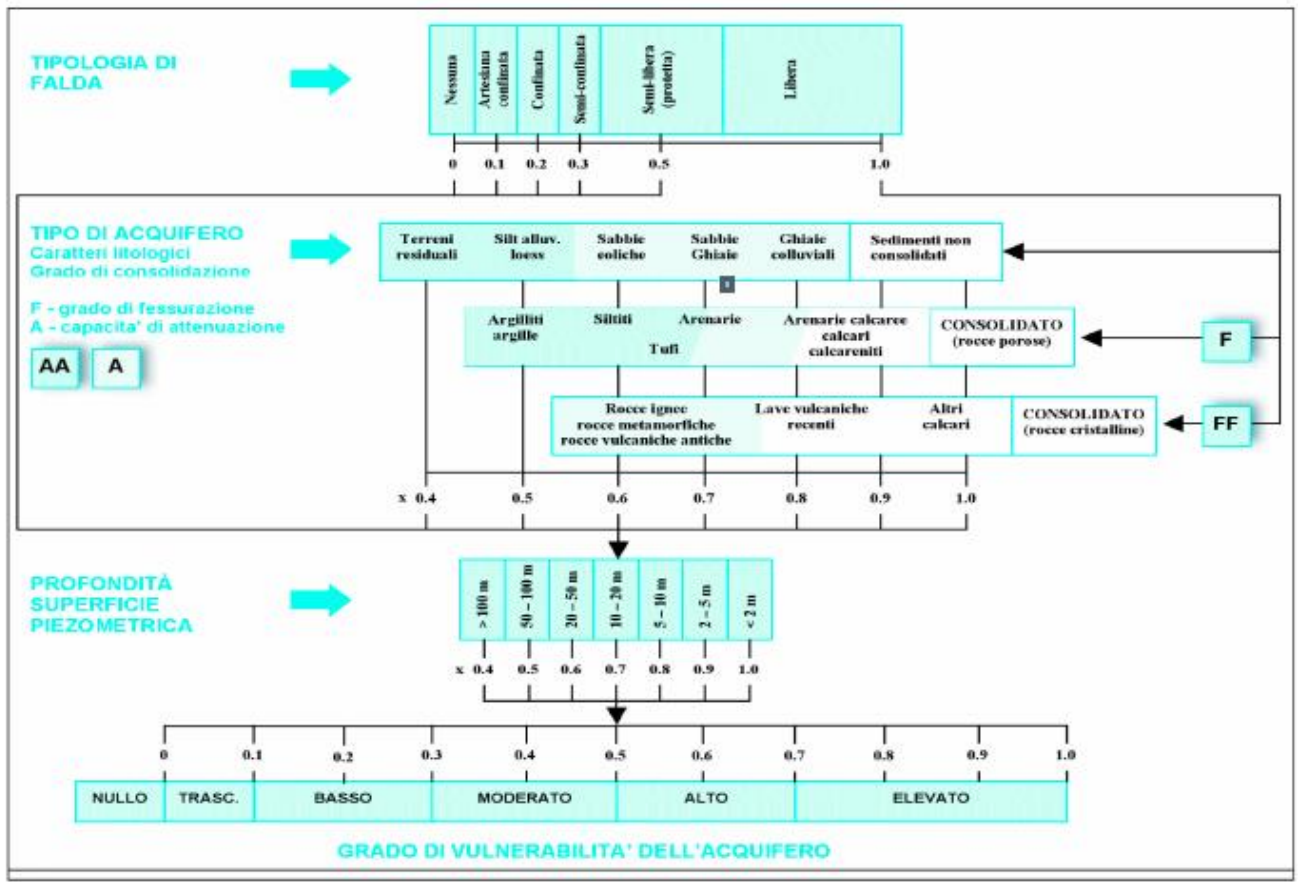 TIPOLOGIA DI
FALDA
Nessuna
Artesiana
confinata
Confinata
Semi-confinata
Semi-libera
(protetta)
Libera
0 0.1 0.2 0.3 0.5 1.0
TIPO DI ACQUIFERO
Caratteri litologici
Grado di consolidazione
F - grado di fessurazione
A - capacita' di attenuazione
AA A
Terreni
residuali
Silt alluv.
loess
Sabbie
eoliche
Sabbie
Ghiaie
Ghiaie
colluviali
Sedimenti non
consolidati
Argilliti
argille
Siltiti
Tufi
Arenarie
Arenarie calcaree
calcari
calcareniti
CONSOLIDATO
(rocce porose)
F
Rocce ignee
rocce metamorfiche
rocce vulcaniche antiche
Lave vulcaniche
recenti
Altri
calcari
CONSOLIDATO
(rocce cristalline)
FF
x 0.4 0.5 0.6 0.7 0.8 0.9 1.0
PROFONDITÀ
SUPERFICIE
PIEZOMETRICA
> 100 m
50 – 100 m
20 – 50 m
10 – 20 m
5 – 10 m
2 – 5 m
< 2 m
x 0.4 0.5 0.6 0.7 0.8 0.9 1.0
0 0.1 0.2 0.3 0.4 0.5 0.6 0.7 0.8 0.9 1.0
NULLO TRASC. BASSO MODERATO ALTO ELEVATO
GRADO DI VULNERABILITA' DELL'ACQUIFERO